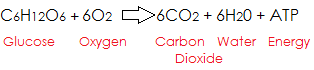 C6H12O6 + 6O2 6CO2 + 6H20 + ATP
Glucose Oxygen Carbon Water Energy
Dioxide